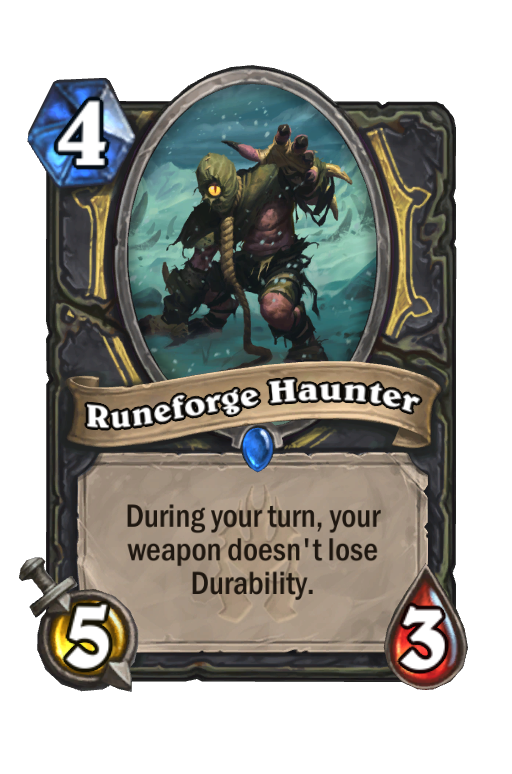 4
Runeforge Haunter
During your turn, your
weapon doesn't lose
Durability.
5
3